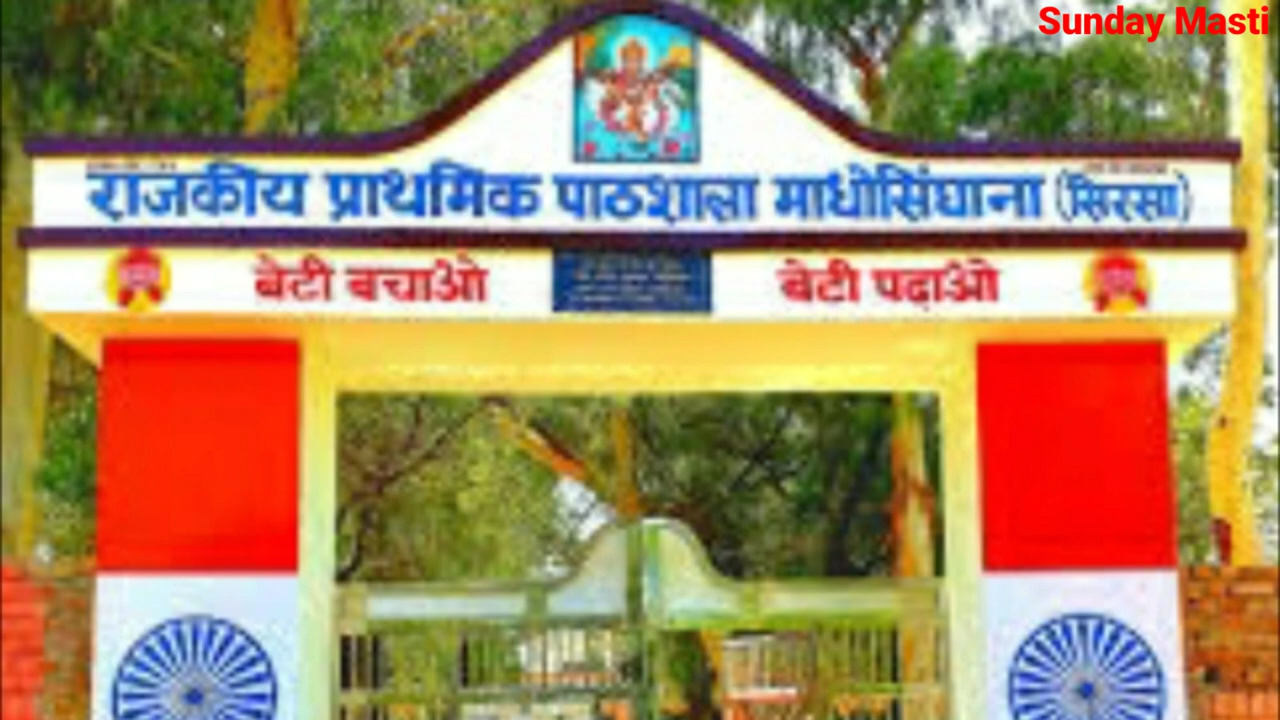 Sunday Masti
राजकीय प्राथमिक पाठशाला माधोसिंघाना (सिरसा)
बेटी बचाओ बेटी पढाओ